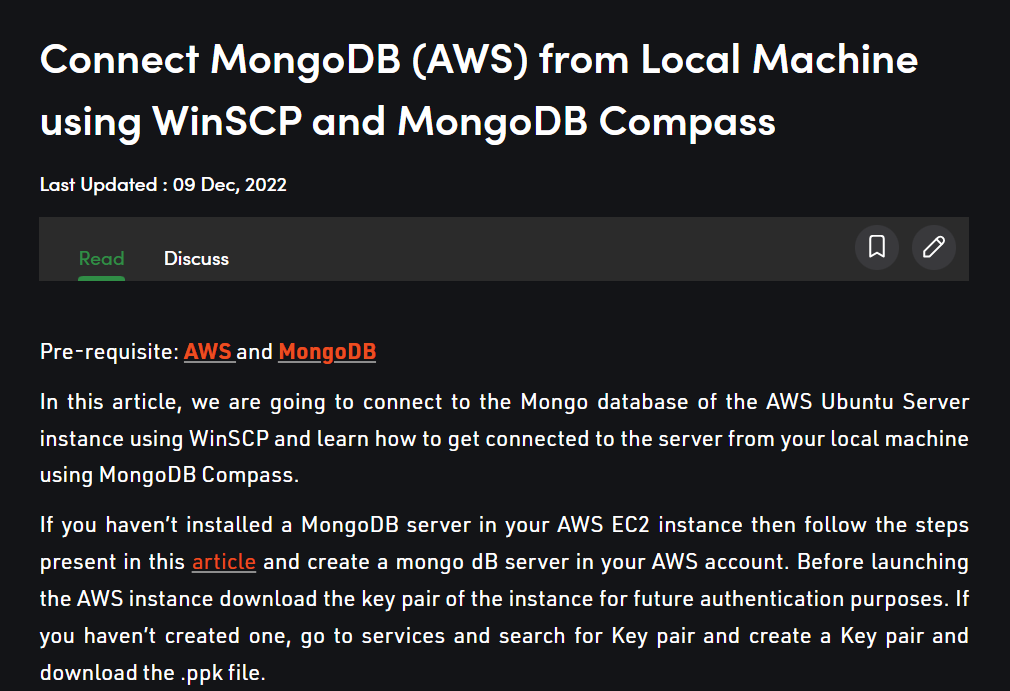 Connect MongoDB (AWS) from Local Machine
using WinSCP and MongoDB Compass
Last Updated : 09 Dec, 2022
Read Discuss
Pre-requisite: AWS and MongoDB
In this article, we are going to connect to the Mongo database of the AWS Ubuntu Server
instance using WinSCP and learn how to get connected to the server from your local machine
using MongoDB Compass.
If you haven’t installed a MongoDB server in your AWS EC2 instance then follow the steps
present in this article and create a mongo dB server in your AWS account. Before launching
the AWS instance download the key pair of the instance for future authentication purposes. If
you haven’t created one, go to services and search for Key pair and create a Key pair and
download the .ppk file.